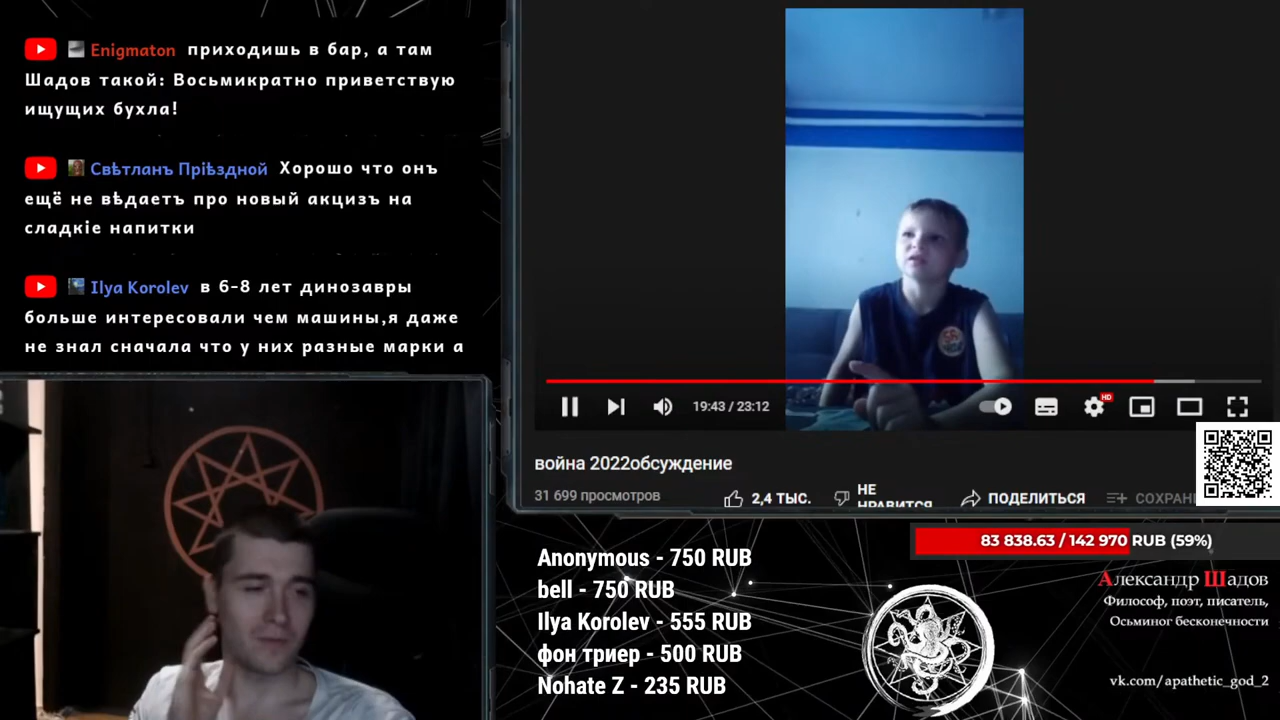 Enigmaton приходишь в бар, а там
Шадов такой: Восьмикратно приветствую
ищущих бухла!
Свѣтланъ Пріѣздной Хорошо что онъ
ещё не вѣдаетъ про новый акцизъ на
сладкіе напитки
Ilya Korolev в 6-8 лет динозавры
больше интересовали чем машины,я даже
не знал сначала что у них разные марки а
19:43 / 23:12
HD
война 2022обсуждение
31 699 просмотров
2,4 ТЫС.
НЕ
НРАВИТСЯ
ПОДЕЛИТЬСЯ
СОХРАН
83 838.63 / 142 970 RUB (59%)
Anonymous - 750 RUB
bell - 750 RUB
Ilya Korolev - 555 RUB
фон триер - 500 RUB
Nohate Z - 235 RUB
Александр Шадов
Философ, поэт, писатель,
Осьминог бесконечности
vk.com/apathetic_god_2